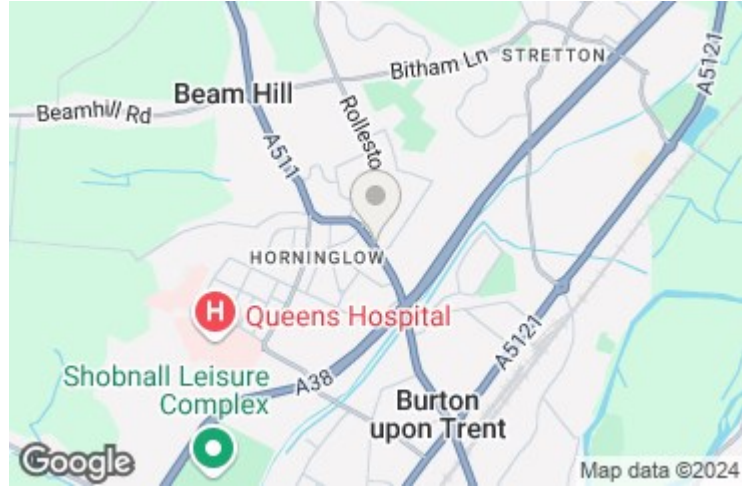 STRETTON
Bitham Ln
A5121
Beam Hill
Beamhill Rd
Rollesto
A511
HORNINGLOW
H
Queens Hospital
A5121
Shobnall Leisure
Complex
A38
Burton
upon Trent
Google
Map data ©2024